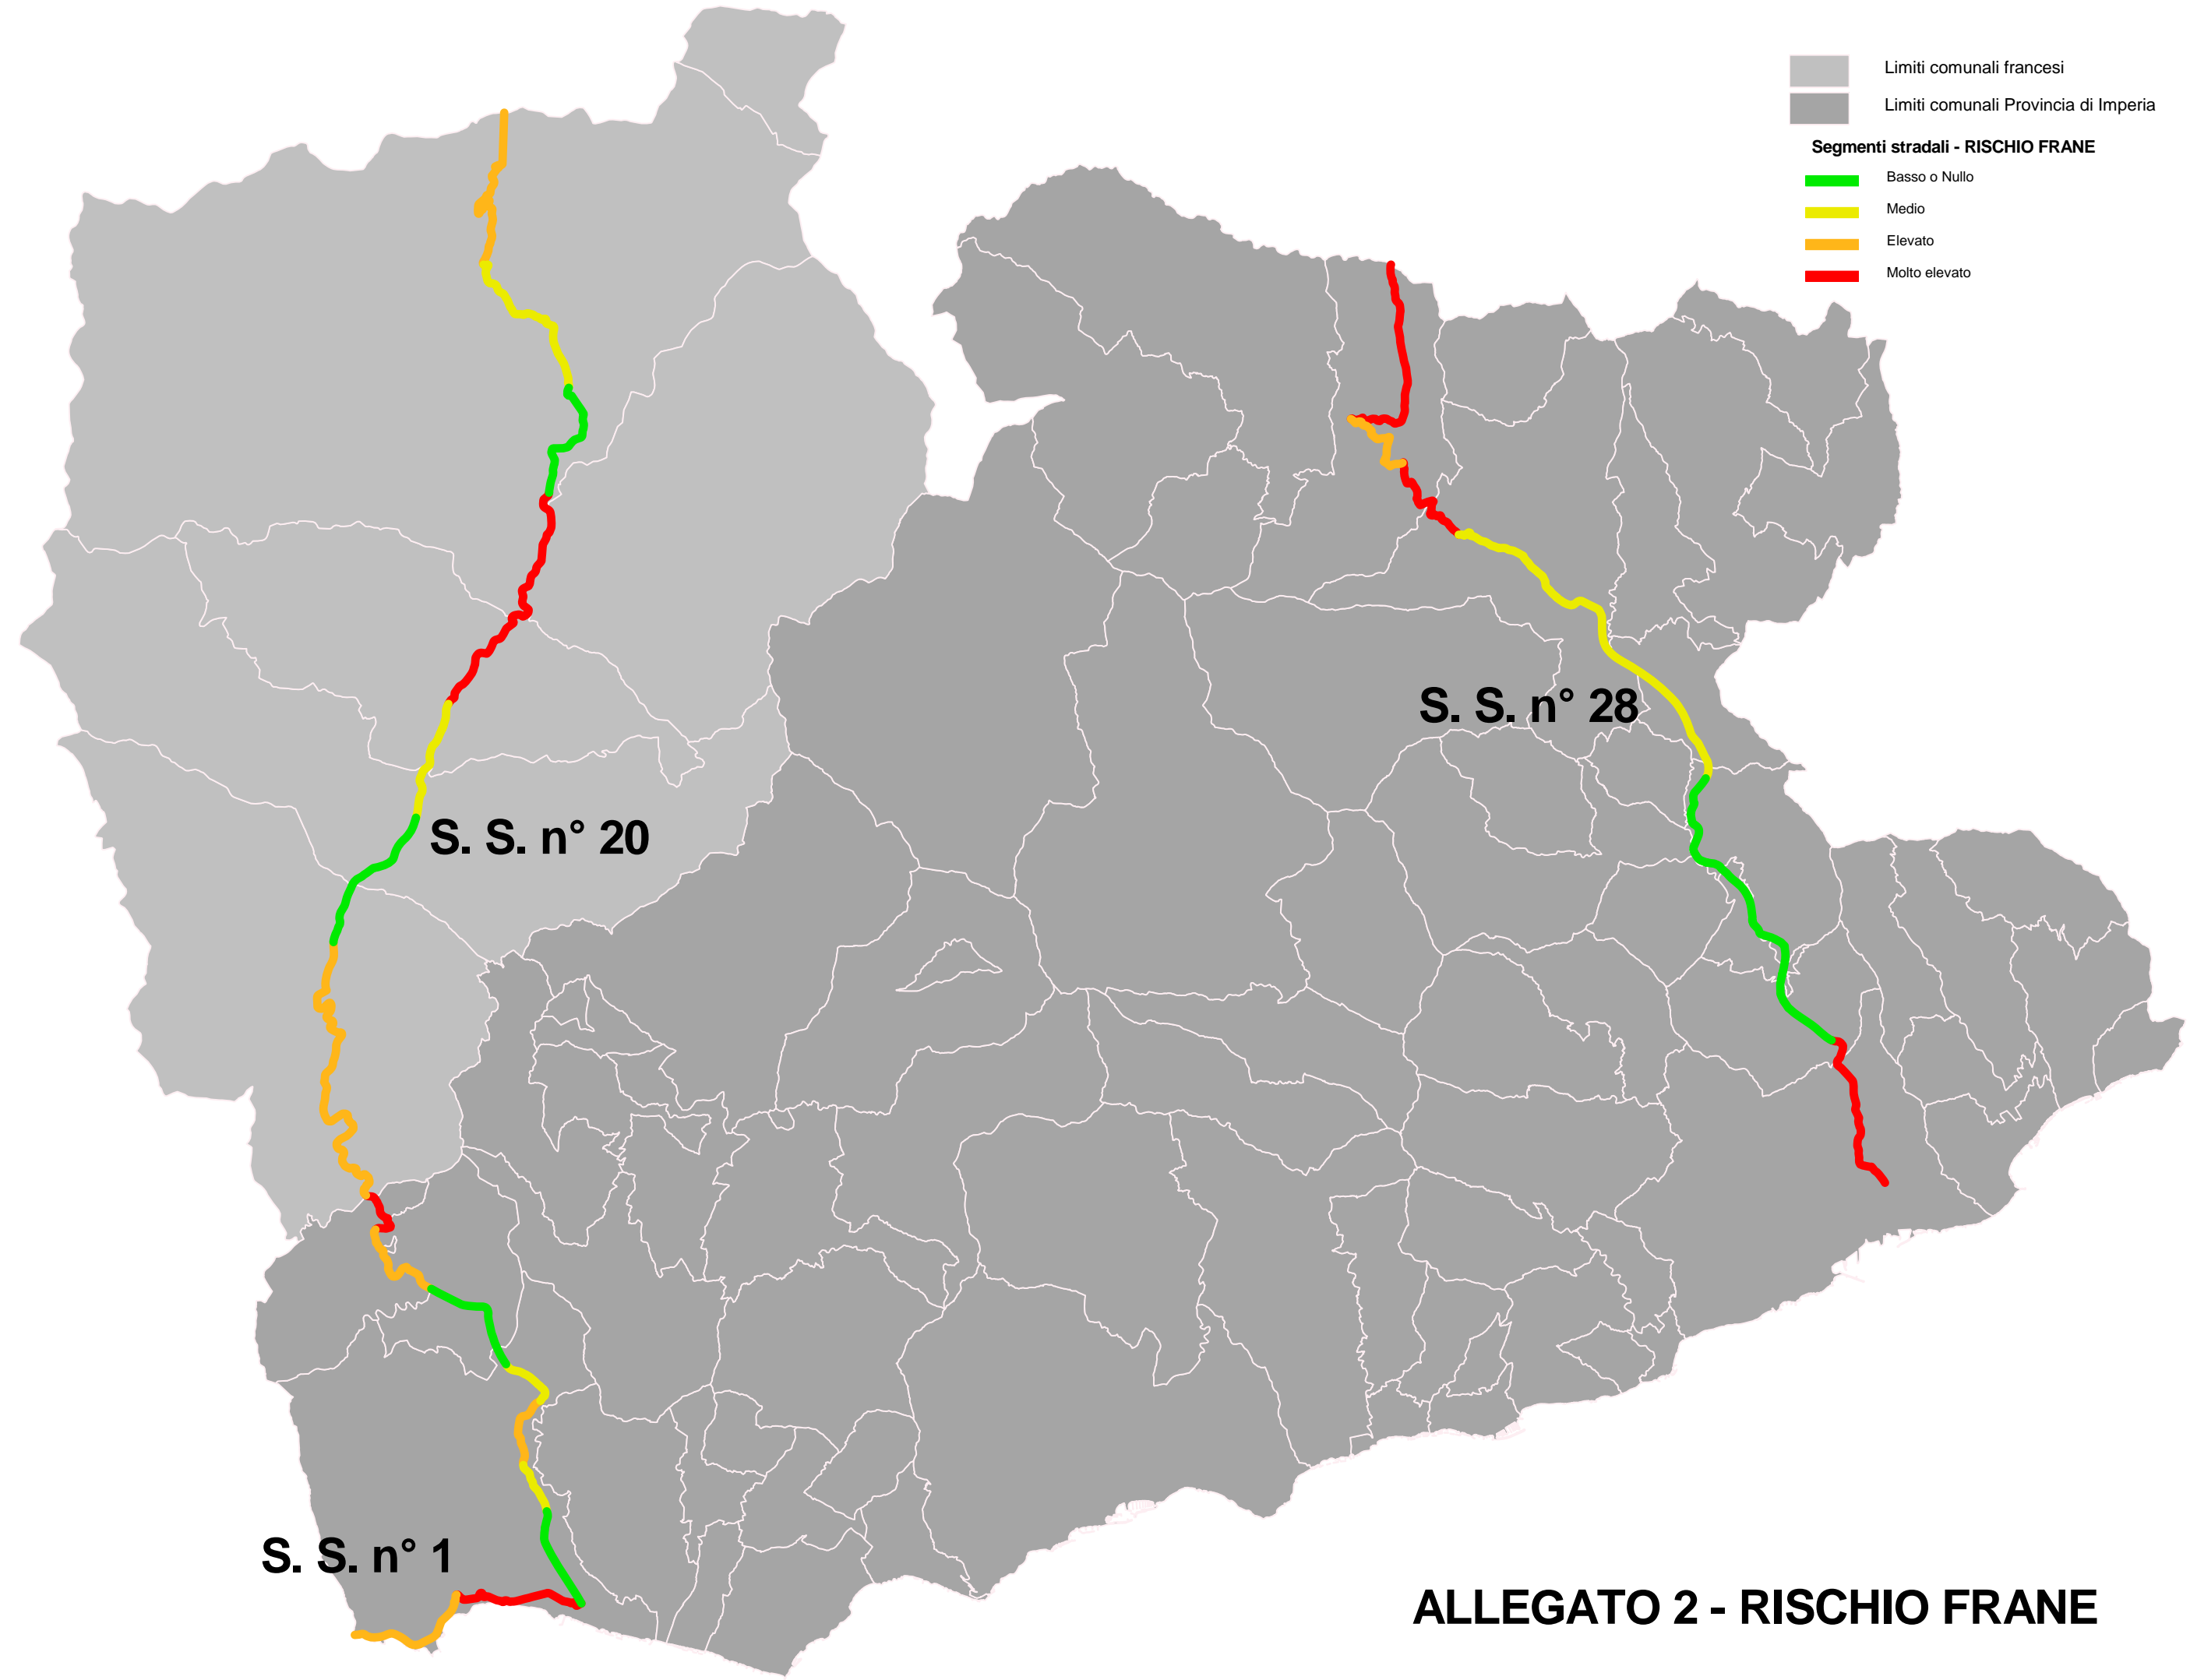 Limiti comunali francesi
Limiti comunali Provincia di Imperia
Segmenti stradali - RISCHIO FRANE
Basso o Nullo
Medio
Elevato
Molto elevato
S. S. n° 28
S. S. n° 20
S. S. n° 1
ALLEGATO 2 - RISCHIO FRANE